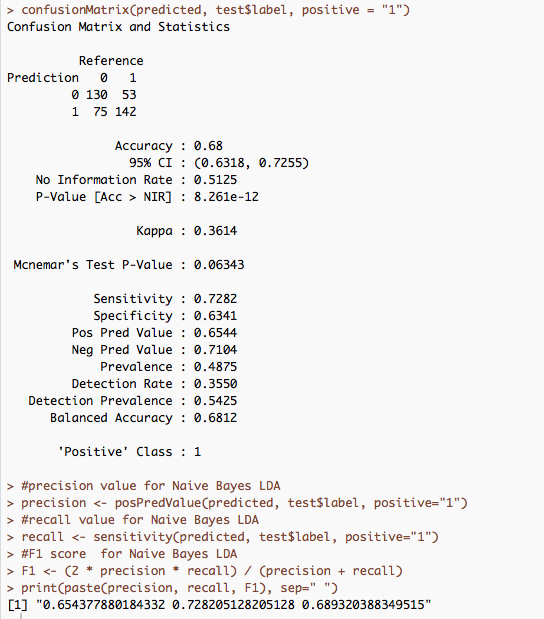 > confusionMatrix(predicted, test$label, positive = "1")
Confusion Matrix and Statistics
Reference
Prediction 0 1
0 130 53
1 75 142
Accuracy : 0.68
95% CI : (0.6318, 0.7255)
No Information Rate : 0.5125
P-Value [Acc > NIR] : 8.261e-12
Kappa : 0.3614
Mcnemar's Test P-Value : 0.06343
Sensitivity : 0.7282
Specificity : 0.6341
Pos Pred Value : 0.6544
Neg Pred Value : 0.7104
Prevalence : 0.4875
Detection Rate : 0.3550
Detection Prevalence : 0.5425
Balanced Accuracy : 0.6812
'Positive' Class : 1
> #precision value for Naive Bayes LDA
> precision <- posPredValue(predicted, test$label, positive="1")
> #recall value for Naive Bayes LDA
> recall <- sensitivity(predicted, test$label, positive="1")
> #F1 score  for Naive Bayes LDA
> F1 <- (2 * precision * recall) / (precision + recall)
> print(paste(precision, recall, F1), sep=" ")
[1] "0.654377880184332 0.728205128205128 0.689320388349515"